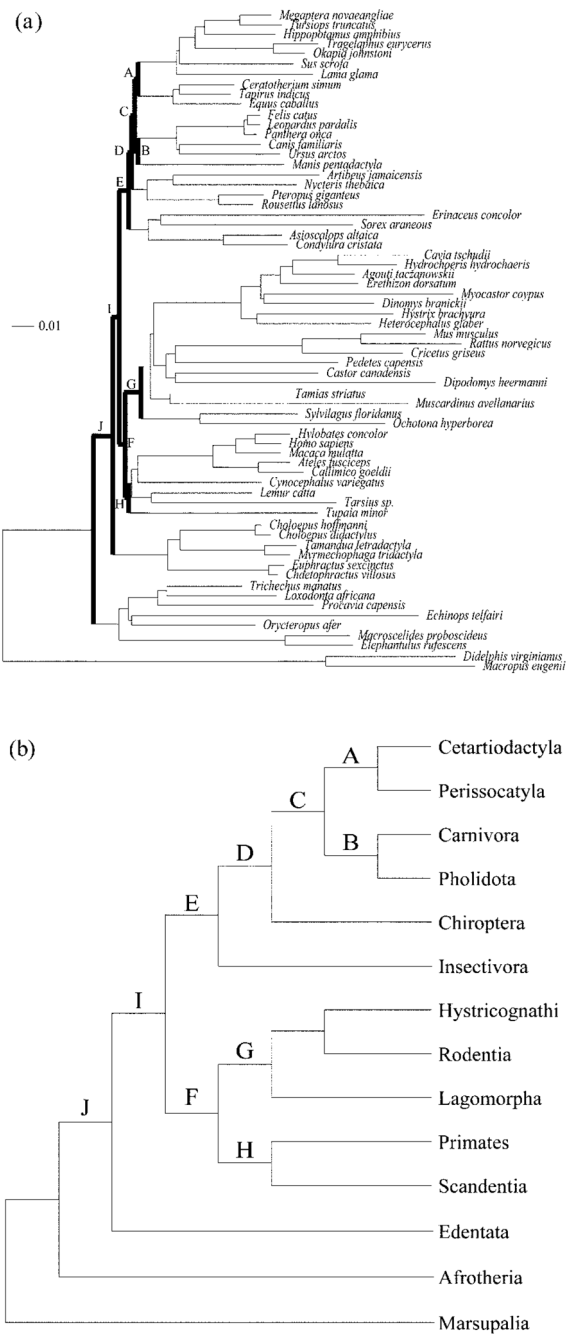 (a)
Megaptera novaeangliae
Tursiops truncatus
Hippopotamus amphibius
Tragelaphus eurycerus
Okapia johnstoni
Sus scrofa
Lama glama
A
Ceratotherium simum
Tapirus indicus
Equus caballus
C
Felis catus
Leopardus pardalis
Panthera onca
Canis familiaris
D B
Ursus arctos
Manis pentadactyla
Artibeus jamaicensis
E
Nycteris thebaica
Pteropus giganteus
Rousettus lanosus
Erinaceus concolor
Sorex araneous
Asioscalops altaica
Condylura cristata
Cavia tschudii
Hydrochoeris hydrochaeris
Agouti taczanowskii
Erethizon dorsatum
Myocastor coypus
Dinomys branickii
I
Hystrix brachyura
Heterocephalus glaber
0.01
Mus musculus
Rattus norvegicus
Cricetus griseus
Pedetes capensis
Castor canadensis
G
Dipodomys heermanni
Tamias striatus
Muscardinus avellanarius
Sylvilagus floridanus
Ochotona hyperborea
J
Hylobates concolor
F
Homo sapiens
Macaca mulatta
Ateles fusciceps
Callimico goeldii
Cynocephalus variegatus
Lemur catta
H
Tarsius sp.
Tupaia minor
Choloepus hoffmanni
Choloepus didactylus
Tamandua tetradactyla
Myrmechophaga tridactyla
Euphractus sexcinctus
Chaetophractus villosus
Trichechus manatus
Loxodonta africana
Procavia capensis
Echinops telfairi
Orycteropus afer
Macroscelides proboscideus
Elephantulus rufescens
Didelphis virginianus
Macropus eugenii
(b)
Cetartiodactyla
A
Perissocatyla
C
Carnivora
B
Pholidota
D
Chiroptera
E
Insectivora
Hystricognathi
I
Rodentia
G
Lagomorpha
F
Primates
J
H
Scandentia
Edentata
Afrotheria
Marsupalia